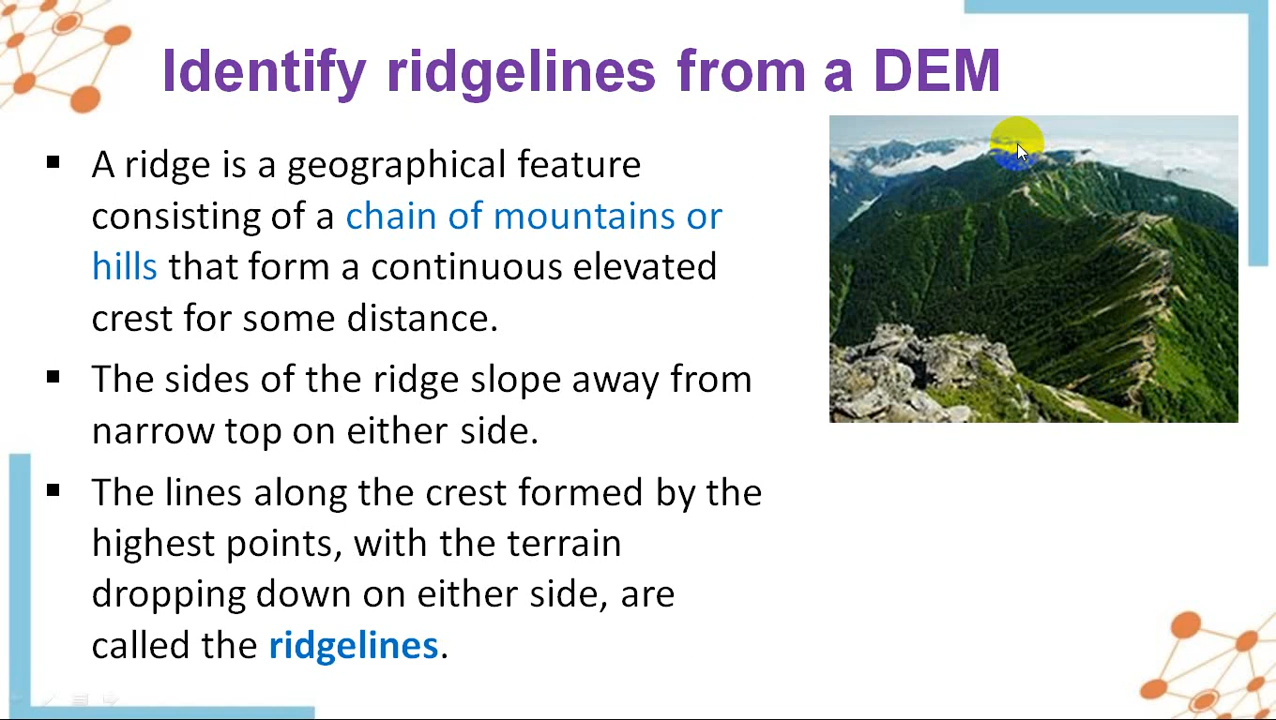 Identify ridgelines from a DEM
▪ A ridge is a geographical feature
consisting of a chain of mountains or
hills that form a continuous elevated
crest for some distance.
▪ The sides of the ridge slope away from
narrow top on either side.
▪ The lines along the crest formed by the
highest points, with the terrain
dropping down on either side, are
called the ridgelines.